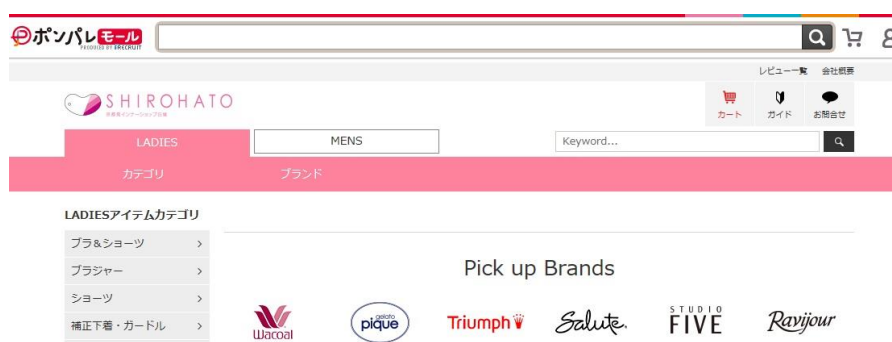 ポンパレモール
PRODUCED BY RECRUIT
レビュー一覧 会社概要
SHIROHATO
カート ガイド お問合せ
LADIES MENS Keyword...
カテゴリ ブランド
LADIESアイテムカテゴリ
ブラ&ショーツ
ブラジャー
ショーツ
補正下着・ガードル
Pick up Brands
Wacoal gelato pique Triumph Salute. STUDIO FIVE Ravijour